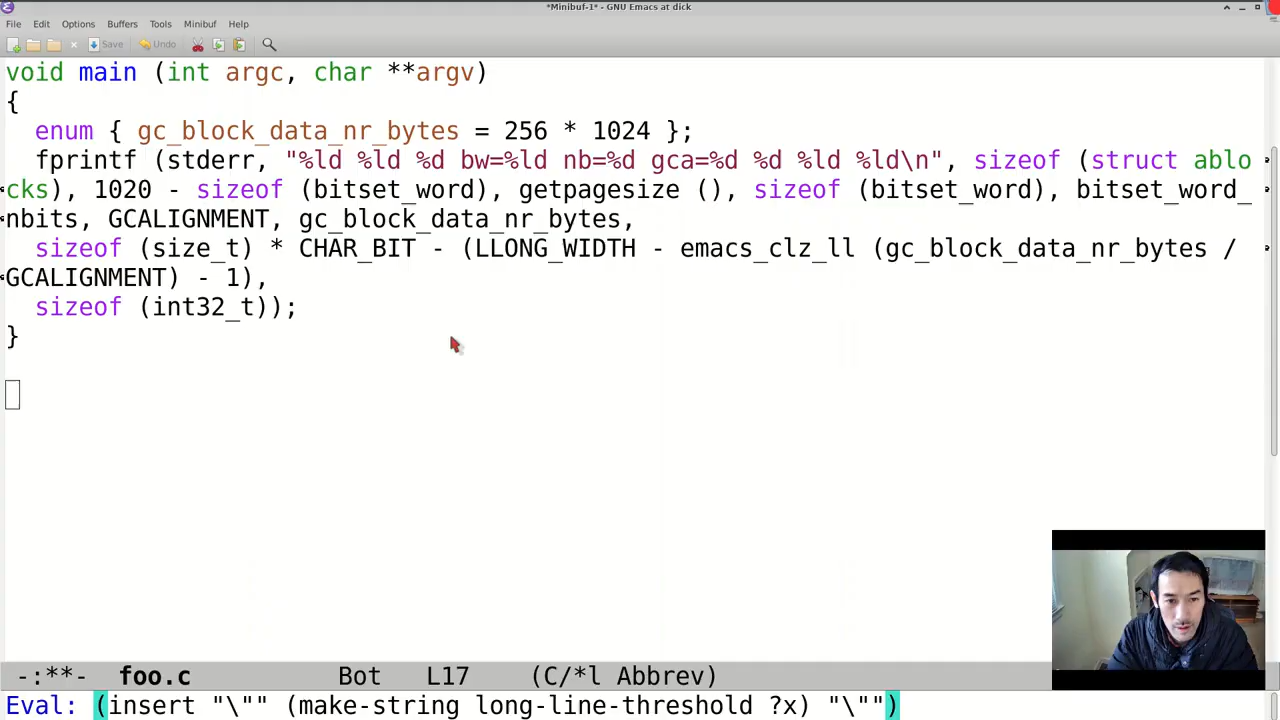 *Minibuf-1* - GNU Emacs at dick
File Edit Options Buffers Tools Minibuf Help
Save Undo
void main (int argc, char **argv)
{
  enum { gc_block_data_nr_bytes = 256 * 1024 };
  fprintf (stderr, "%ld %ld %d bw=%ld nb=%d gca=%d %d %ld %ld\n", sizeof (struct ablo
cks), 1020 - sizeof (bitset_word), getpagesize (), sizeof (bitset_word), bitset_word_
nbits, GCALIGNMENT, gc_block_data_nr_bytes,
  sizeof (size_t) * CHAR_BIT - (LLONG_WIDTH - emacs_clz_ll (gc_block_data_nr_bytes /
GCALIGNMENT) - 1),
  sizeof (int32_t));
}
-:**- foo.c Bot L17 (C/*l Abbrev)
Eval: (insert "\"" (make-string long-line-threshold ?x) "\"")